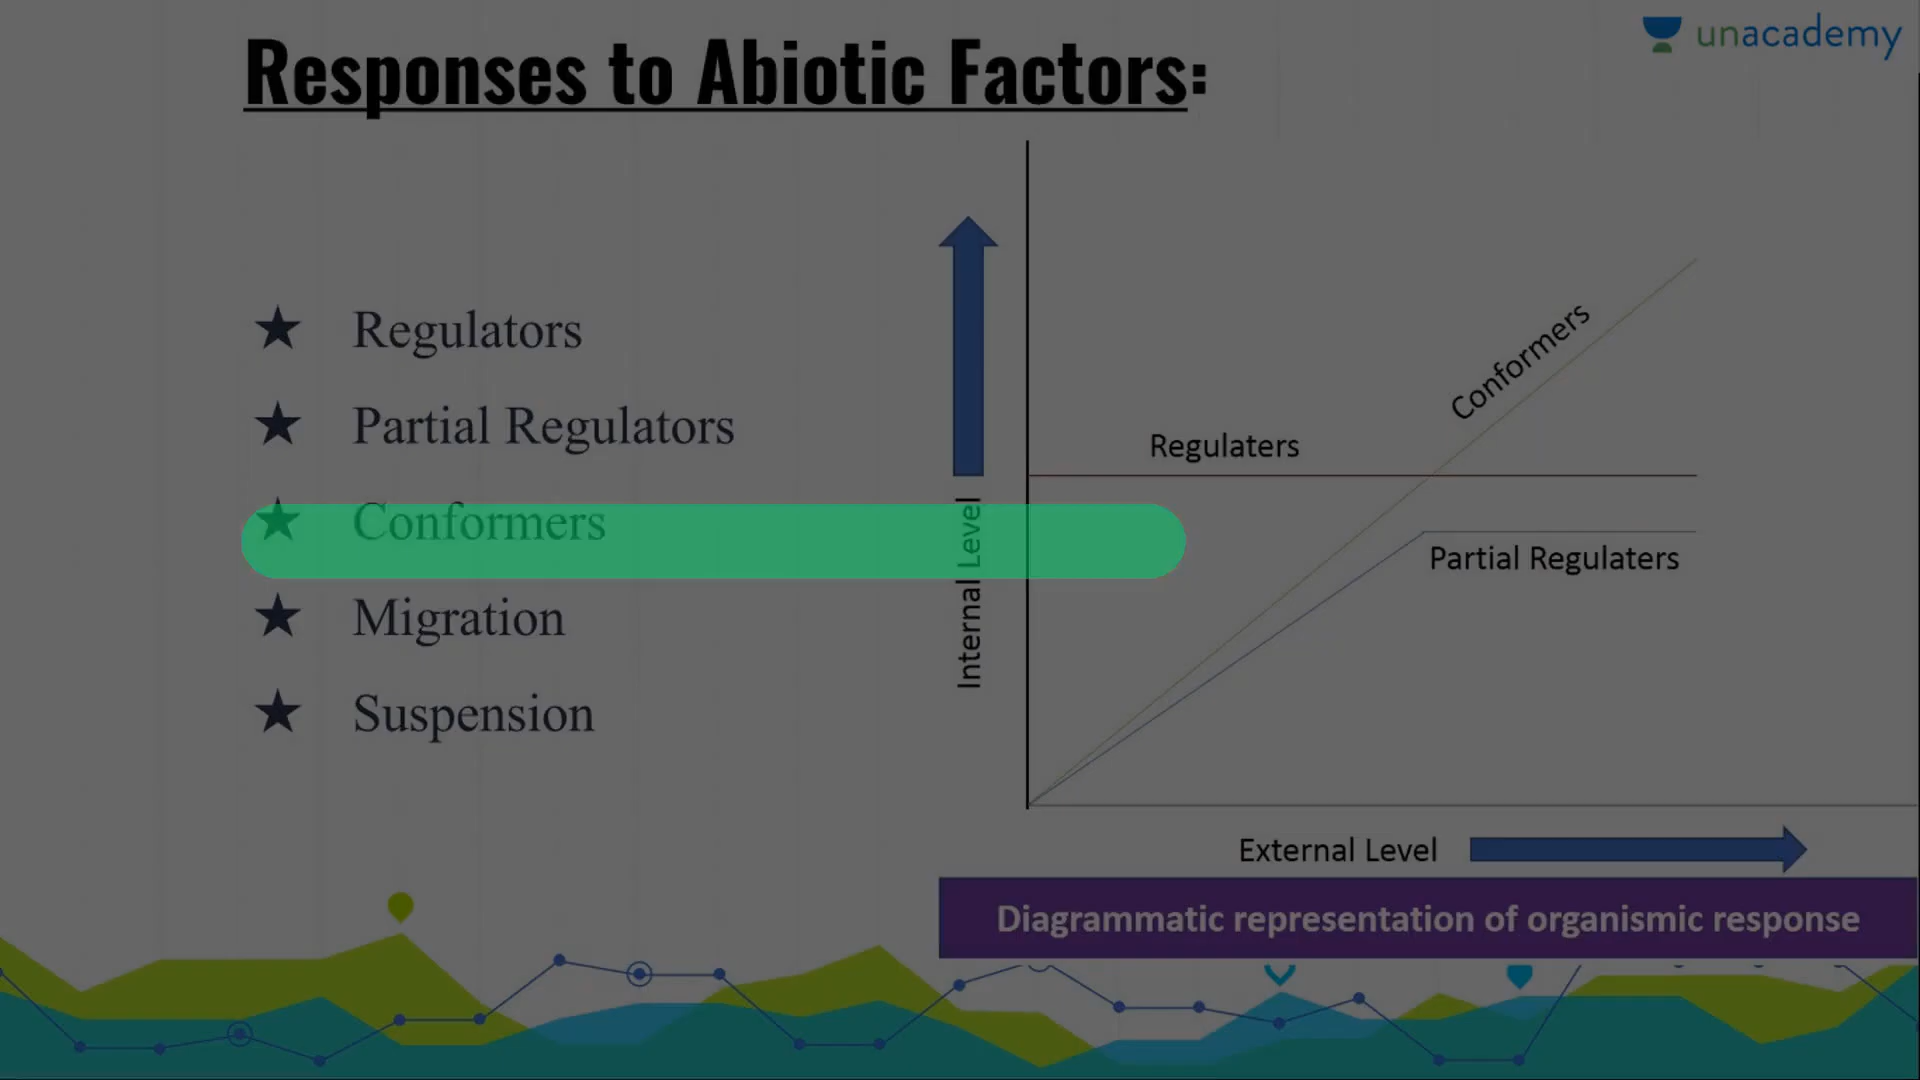 unacademy
Responses to Abiotic Factors:
Regulators
Partial Regulators
Conformers
Migration
Suspension
Internal Level
Conformers
Regulaters
Partial Regulaters
External Level
Diagrammatic representation of organismic response